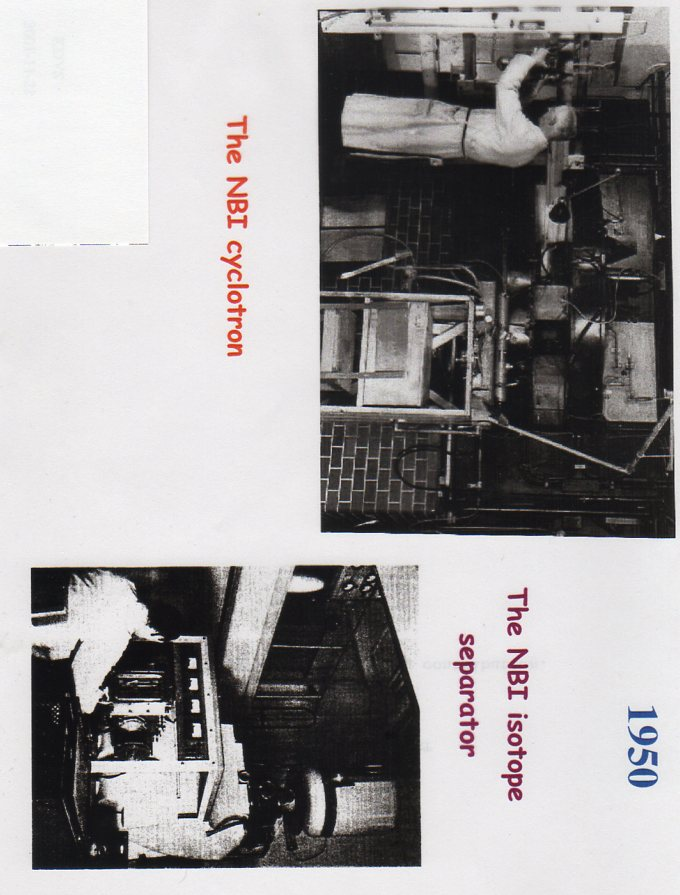 1950
The NBI cyclotron
The NBI isotope
separator